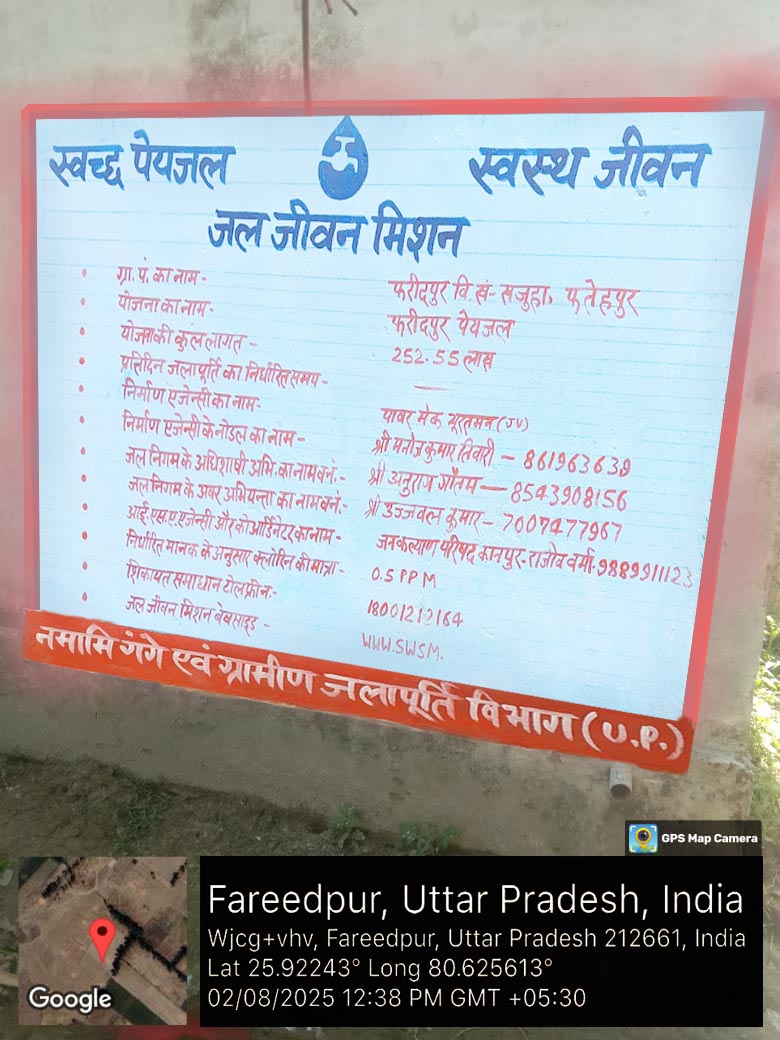 स्वच्छ पेयजल स्वस्थ जीवन
जल जीवन मिशन
ग्रा. पं. का नाम- फरीदपुर वि. खं- सजुहा, फतेहपुर
योजना का नाम- फरीदपुर पेयजल
योजना की कुल लागत- 252.55 लाख
प्रतिदिन जलापूर्ति का निर्धारित समय-
निर्माण एजेन्सी का नाम- पावर मेक (JV)
निर्माण एजेन्सी के नोडल का नाम- श्री मनोज कुमार तिवारी - 861963639
जल निगम के अधिशाषी अभि. का नाम व नं.- श्री अनुराग गौतम - 8543908156
जल निगम के अवर अभियन्ता का नाम व नं.- श्री उज्जवल कुमार - 7007477967
आई.एस.ए. एजेन्सी और को आर्डिनेटर का नाम- जनकल्याण परिषद कानपुर- राजीव वर्मा- 9889911123
निर्धारित मानक के अनुसार क्लोरिन की मात्रा- 0.5 PPM
शिकायत समाधान टोल फ्री न.- 18001212164
जल जीवन मिशन वेबसाइड- WWW.SWSM.
नमामि गंगे एवं ग्रामीण जलापूर्ति विभाग (U.P.)
GPS Map Camera
Fareedpur, Uttar Pradesh, India
Wjcg+vhv, Fareedpur, Uttar Pradesh 212661, India
Lat 25.92243° Long 80.625613°
02/08/2025 12:38 PM GMT +05:30
Google